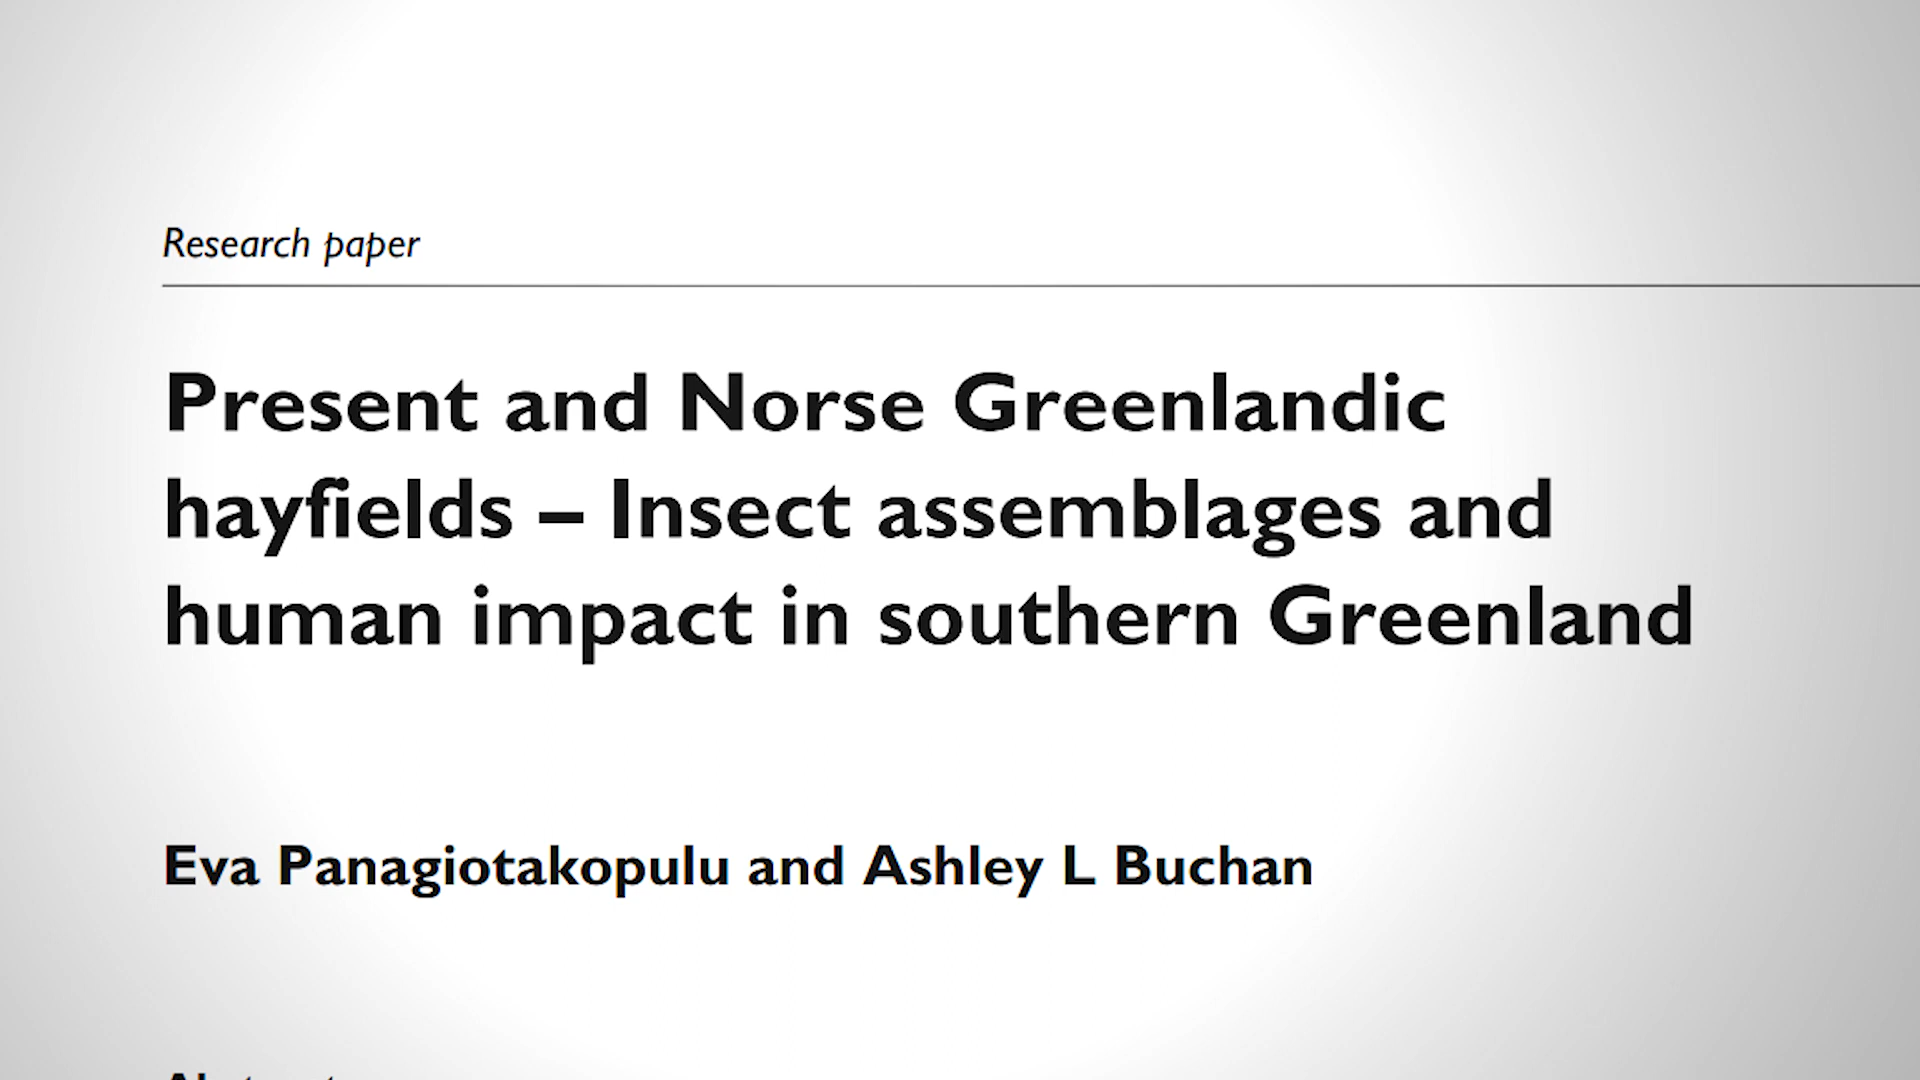 Research paper
Present and Norse Greenlandic
hayfields – Insect assemblages and
human impact in southern Greenland
Eva Panagiotakopulu and Ashley L Buchan